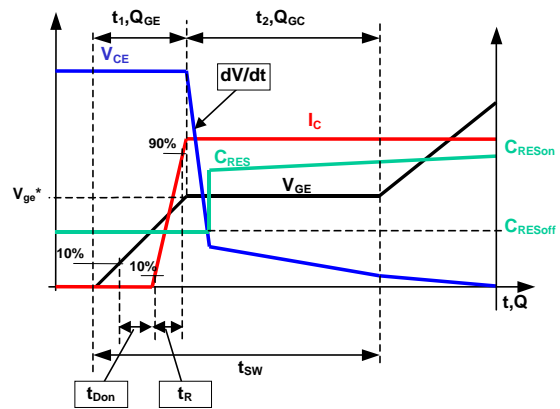 t1,QGE
t2,QGC
VCE
dV/dt
90%
IC
CRES
CRESon
Vge*
VGE
10%
10%
CRESoff
t,Q
tSW
tDon
tR